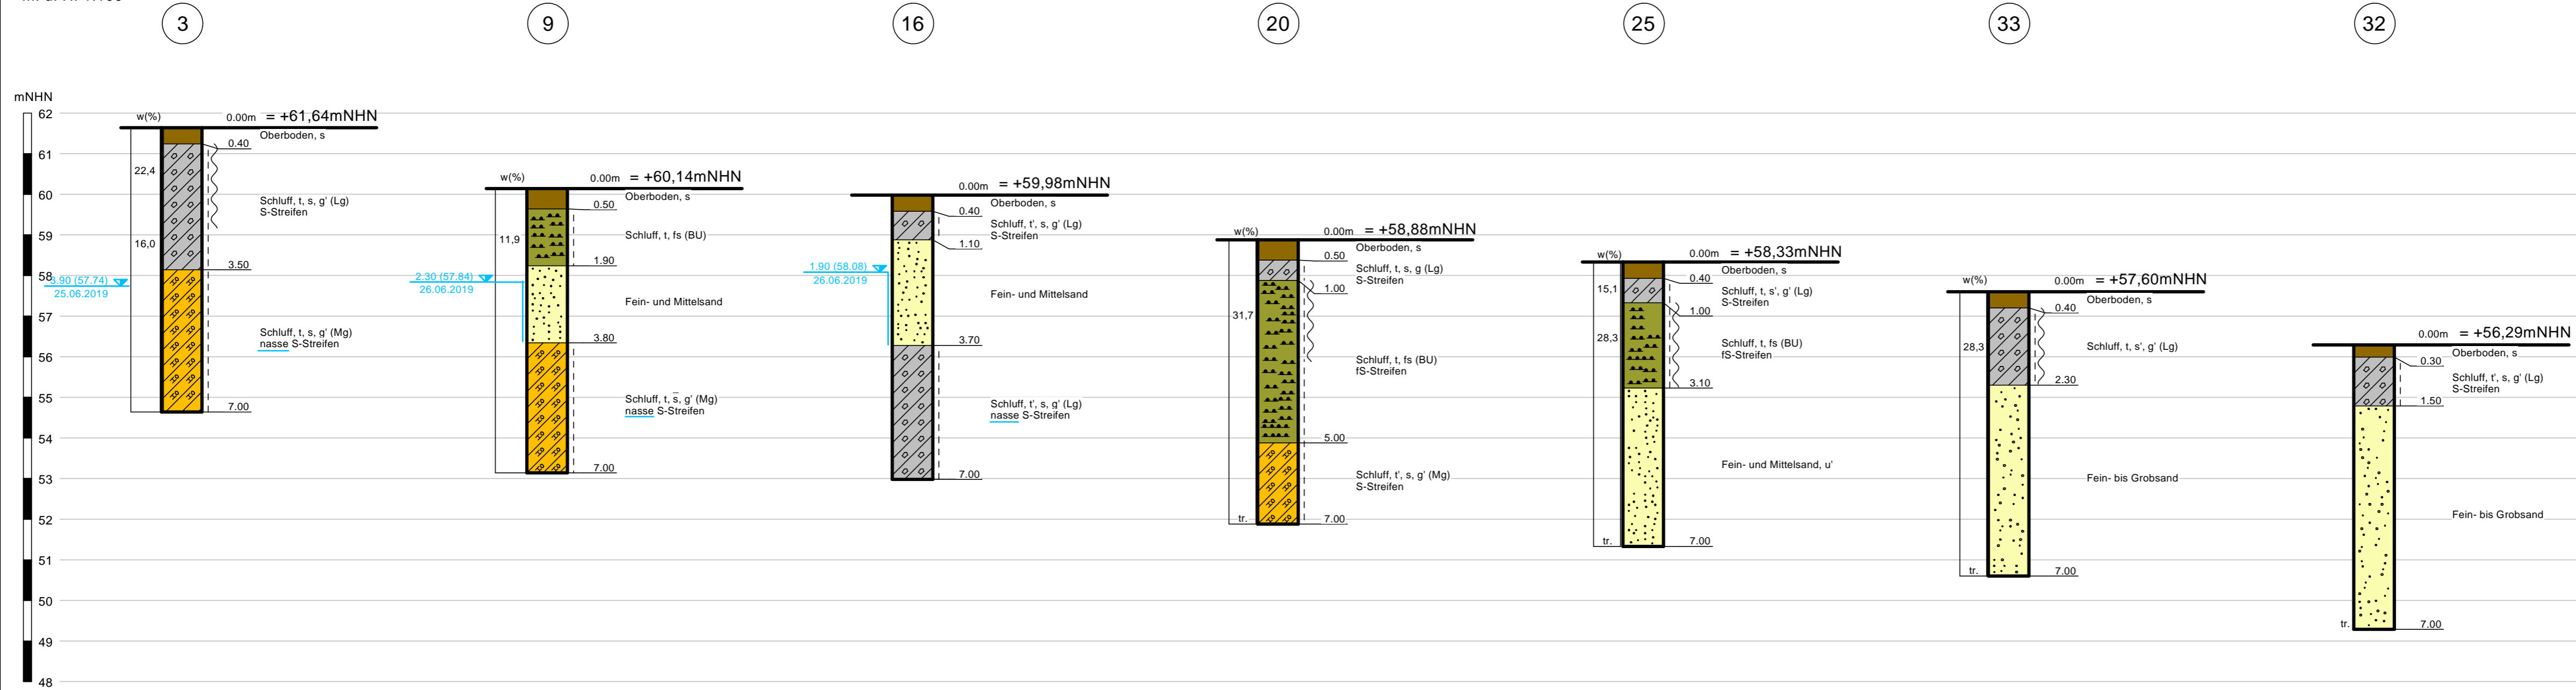 3
9
16
20
25
33
32
mNHN
62
61
60
59
58
57
56
55
54
53
52
51
50
49
48
w(%)
0.00m = +61,64mNHN
Oberboden, s
0.40
22,4
Schluff, t, s, g' (Lg)
S-Streifen
16,0
3.50
3.90 (57.74)
25.06.2019
Schluff, t, s, g' (Mg)
nasse S-Streifen
7.00
w(%)
0.00m = +60,14mNHN
Oberboden, s
0.50
11,9
Schluff, t, fs (BU)
1.90
2.30 (57.84)
26.06.2019
Fein- und Mittelsand
3.80
Schluff, t, s̅, g' (Mg)
nasse S-Streifen
7.00
0.00m = +59,98mNHN
Oberboden, s
0.40
Schluff, t', s, g' (Lg)
S-Streifen
1.10
1.90 (58.08)
26.06.2019
Fein- und Mittelsand
3.70
Schluff, t', s, g' (Lg)
nasse S-Streifen
7.00
w(%)
0.00m = +58,88mNHN
Oberboden, s
0.50
Schluff, t, s, g (Lg)
S-Streifen
1.00
31,7
Schluff, t, fs (BU)
fS-Streifen
5.00
Schluff, t', s, g' (Mg)
S-Streifen
tr.
7.00
w(%)
0.00m = +58,33mNHN
Oberboden, s
0.40
15,1
Schluff, t, s', g' (Lg)
S-Streifen
1.00
28,3
Schluff, t, fs (BU)
fS-Streifen
3.10
Fein- und Mittelsand, u'
tr.
7.00
w(%)
0.00m = +57,60mNHN
Oberboden, s
0.40
28,3
Schluff, t, s', g' (Lg)
2.30
Fein- bis Grobsand
tr.
7.00
0.00m = +56,29mNHN
Oberboden, s
0.30
Schluff, t', s, g' (Lg)
S-Streifen
1.50
Fein- bis Grobsand
tr.
7.00